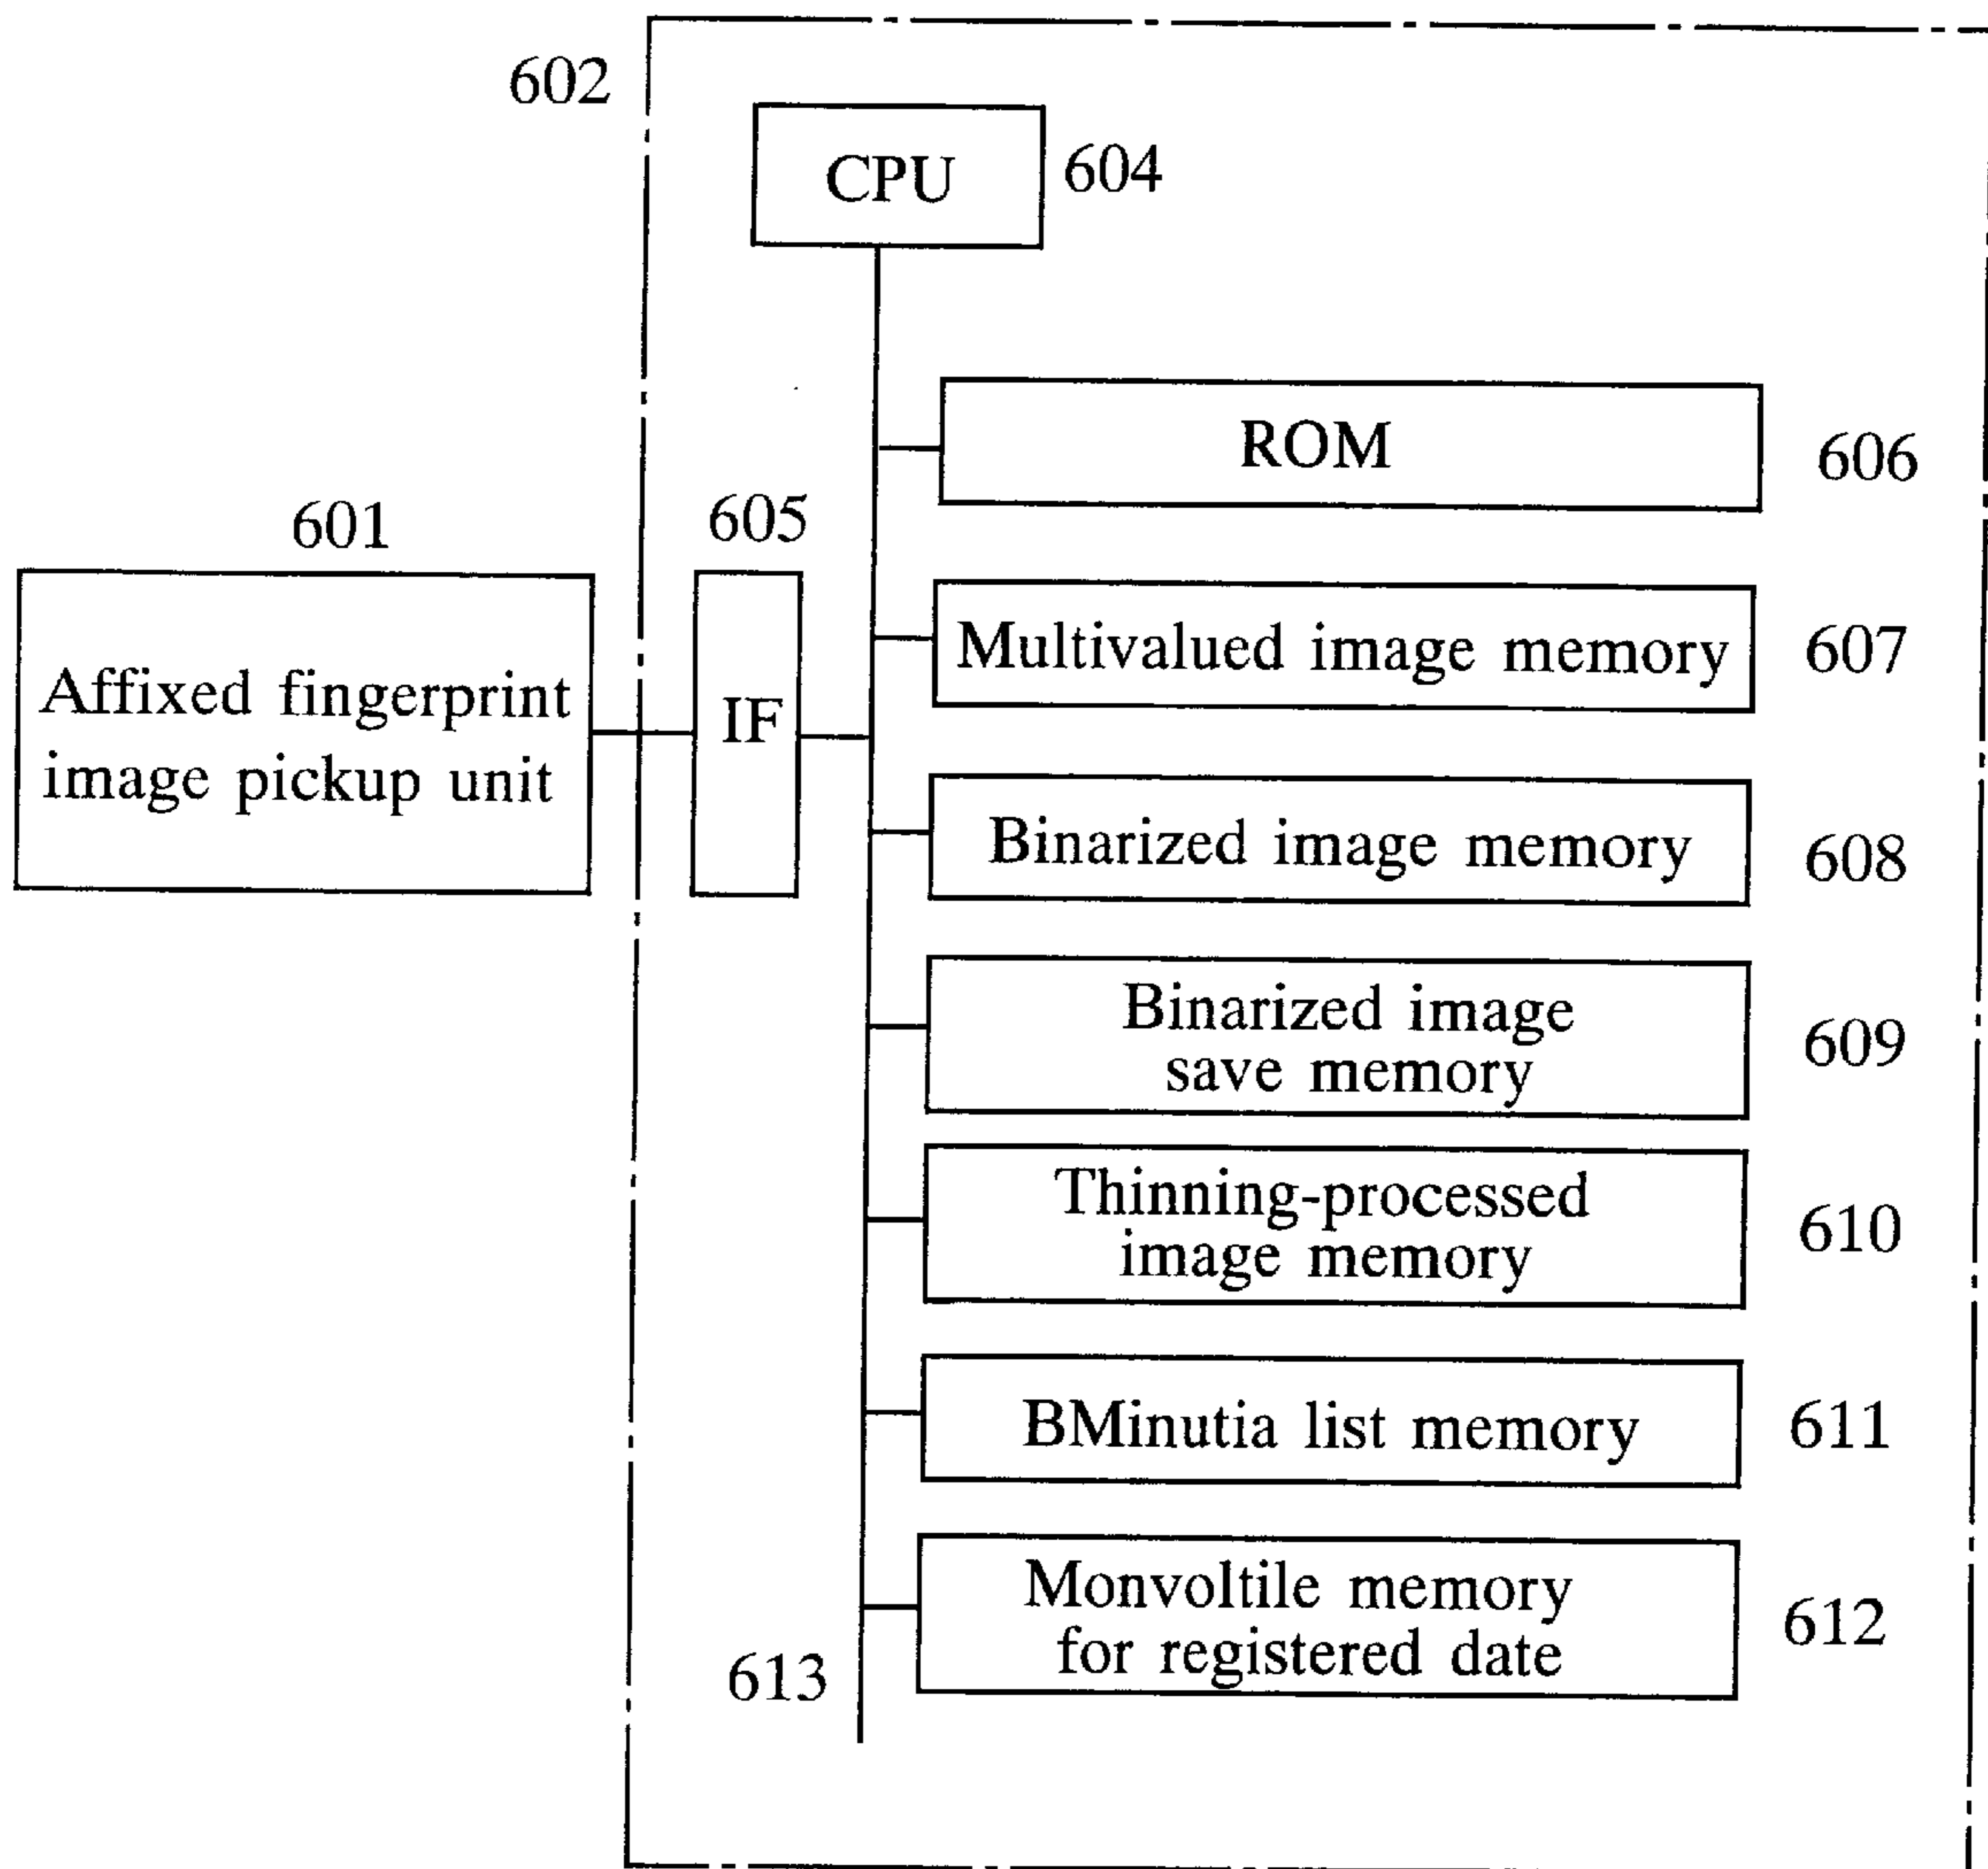 602
CPU
604
ROM
606
601
605
Affixed fingerprint
image pickup unit
IF
Multivalued image memory
607
Binarized image memory
608
Binarized image
save memory
609
Thinning-processed
image memory
610
BMinutia list memory
611
Monvoltile memory
for registered date
612
613